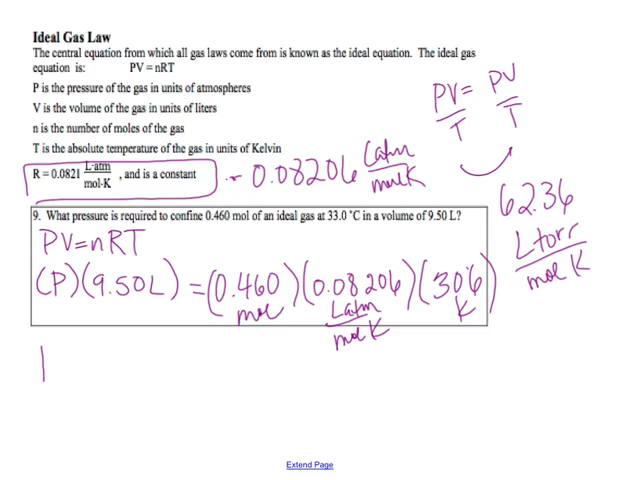 Ideal Gas Law
The central equation from which all gas laws come from is known as the ideal equation.  The ideal gas
equation is:     PV = nRT
P is the pressure of the gas in units of atmospheres
V is the volume of the gas in units of liters
n is the number of moles of the gas
T is the absolute temperature of the gas in units of Kelvin
R = 0.0821 L-atm/mol-K , and is a constant
0.08206 Latm/molK
PV/T = PV/T
62.36
L torr/mol K
9.  What pressure is required to confine 0.460 mol of an ideal gas at 33.0 °C in a volume of 9.50 L?
PV=nRT
(P)(9.50L) = (0.460 mol)(0.08206 Latm/mol K)(306 K)
Extend Page